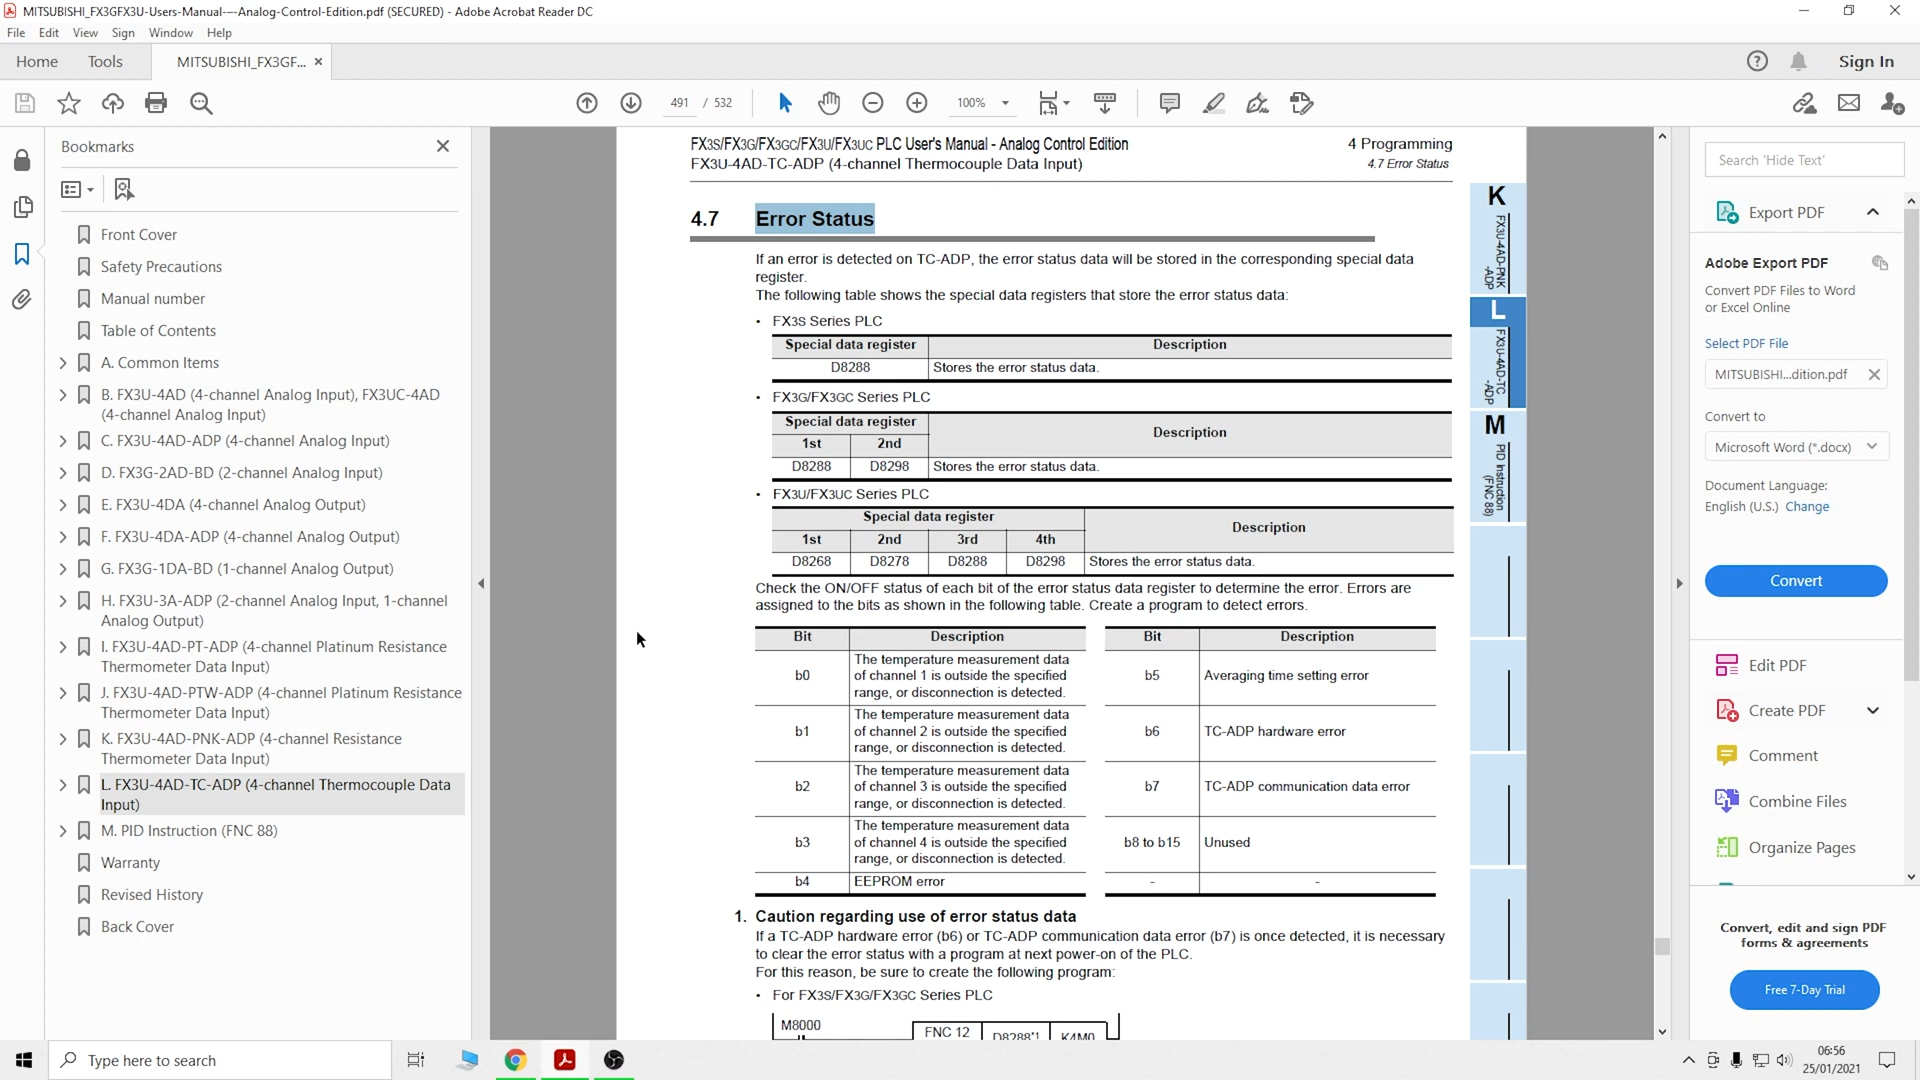 MITSUBISHI_FX3GFX3U-Users-Manual-–-Analog-Control-Edition.pdf (SECURED) - Adobe Acrobat Reader DC
File Edit View Sign Window Help
Home Tools MITSUBISHI_FX3GF... × Sign In
491 / 532 100%
Bookmarks
Front Cover
Safety Precautions
Manual number
Table of Contents
A. Common Items
B. FX3U-4AD (4-channel Analog Input), FX3UC-4AD
(4-channel Analog Input)
C. FX3U-4AD-ADP (4-channel Analog Input)
D. FX3G-2AD-BD (2-channel Analog Input)
E. FX3U-4DA (4-channel Analog Output)
F. FX3U-4DA-ADP (4-channel Analog Output)
G. FX3G-1DA-BD (1-channel Analog Output)
H. FX3U-3A-ADP (2-channel Analog Input, 1-channel
Analog Output)
I. FX3U-4AD-PT-ADP (4-channel Platinum Resistance
Thermometer Data Input)
J. FX3U-4AD-PTW-ADP (4-channel Platinum Resistance
Thermometer Data Input)
K. FX3U-4AD-PNK-ADP (4-channel Resistance
Thermometer Data Input)
L. FX3U-4AD-TC-ADP (4-channel Thermocouple Data
Input)
M. PID Instruction (FNC 88)
Warranty
Revised History
Back Cover
FX3S/FX3G/FX3GC/FX3U/FX3UC PLC User's Manual - Analog Control Edition 4 Programming
FX3U-4AD-TC-ADP (4-channel Thermocouple Data Input) 4.7 Error Status
4.7 Error Status
If an error is detected on TC-ADP, the error status data will be stored in the corresponding special data
register.
The following table shows the special data registers that store the error status data:
• FX3S Series PLC
Special data register Description
D8288 Stores the error status data.
• FX3G/FX3GC Series PLC
Special data register Description
1st 2nd
D8288 D8298 Stores the error status data.
• FX3U/FX3UC Series PLC
Special data register Description
1st 2nd 3rd 4th
D8268 D8278 D8288 D8298 Stores the error status data.
Check the ON/OFF status of each bit of the error status data register to determine the error. Errors are
assigned to the bits as shown in the following table. Create a program to detect errors.
Bit Description Bit Description
b0 The temperature measurement data
of channel 1 is outside the specified
range, or disconnection is detected.
b5 Averaging time setting error
b1 The temperature measurement data
of channel 2 is outside the specified
range, or disconnection is detected.
b6 TC-ADP hardware error
b2 The temperature measurement data
of channel 3 is outside the specified
range, or disconnection is detected.
b7 TC-ADP communication data error
b3 The temperature measurement data
of channel 4 is outside the specified
range, or disconnection is detected.
b8 to b15 Unused
b4 EEPROM error - -
1. Caution regarding use of error status data
If a TC-ADP hardware error (b6) or TC-ADP communication data error (b7) is once detected, it is necessary
to clear the error status with a program at next power-on of the PLC.
For this reason, be sure to create the following program:
• For FX3S/FX3G/FX3GC Series PLC
M8000 FNC 12 D8288*1 K4M0
K
FX3U-4AD-PNK
-ADP
L
FX3U-4AD-TC
-ADP
M
PID Instruction
(FNC 88)
Search 'Hide Text'
Export PDF
Adobe Export PDF
Convert PDF Files to Word
or Excel Online
Select PDF File
MITSUBISHI...dition.pdf
Convert to
Microsoft Word (*.docx)
Document Language:
English (U.S.) Change
Convert
Edit PDF
Create PDF
Comment
Combine Files
Organize Pages
Convert, edit and sign PDF
forms & agreements
Free 7-Day Trial
Type here to search
06:56
25/01/2021